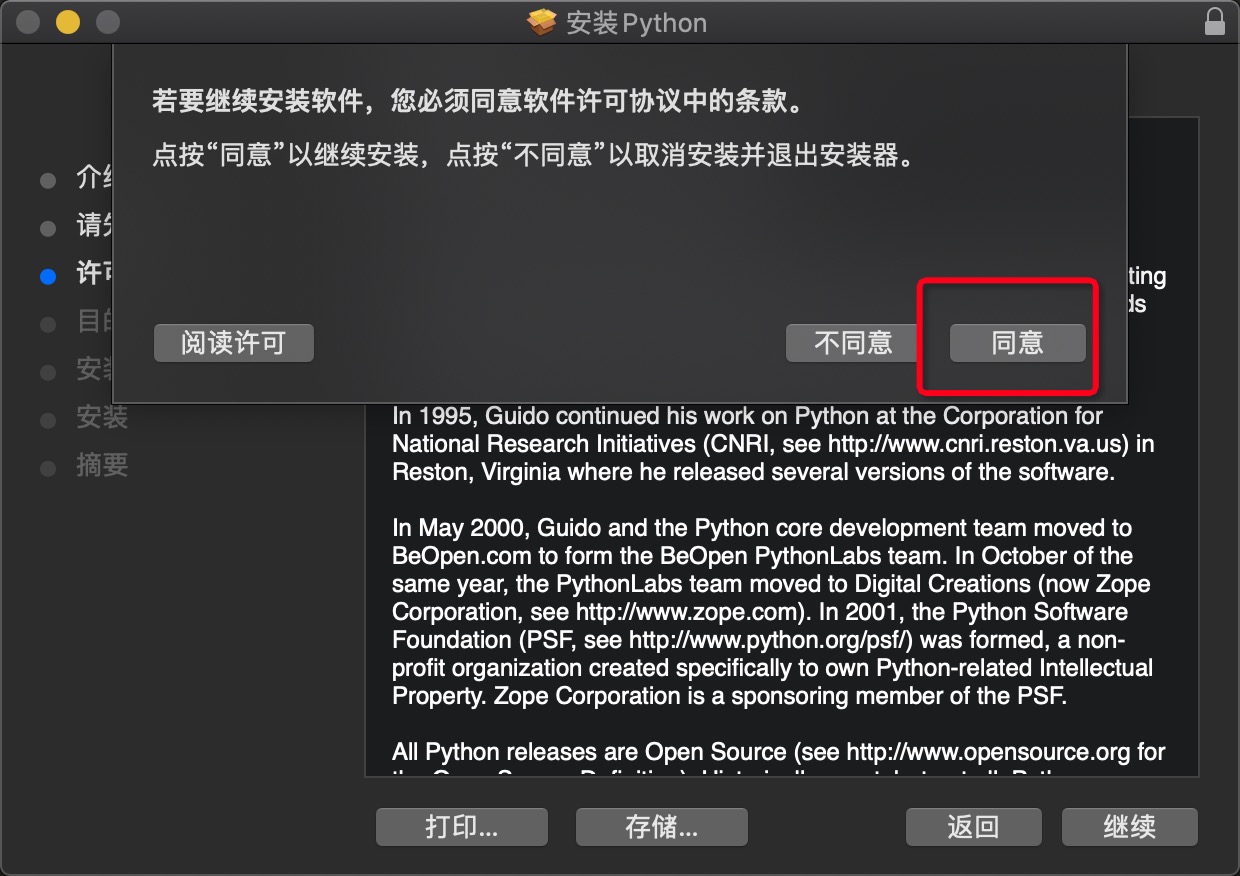 安装Python
若要继续安装软件，您必须同意软件许可协议中的条款。
点按“同意”以继续安装，点按“不同意”以取消安装并退出安装器。
阅读许可
不同意
同意
介
请
许
目
安
安装
摘要
ting
ds
In 1995, Guido continued his work on Python at the Corporation for
National Research Initiatives (CNRI, see http://www.cnri.reston.va.us) in
Reston, Virginia where he released several versions of the software.
In May 2000, Guido and the Python core development team moved to
BeOpen.com to form the BeOpen PythonLabs team. In October of the
same year, the PythonLabs team moved to Digital Creations (now Zope
Corporation, see http://www.zope.com). In 2001, the Python Software
Foundation (PSF, see http://www.python.org/psf/) was formed, a non-
profit organization created specifically to own Python-related Intellectual
Property. Zope Corporation is a sponsoring member of the PSF.
All Python releases are Open Source (see http://www.opensource.org for
打印...
存储...
返回
继续